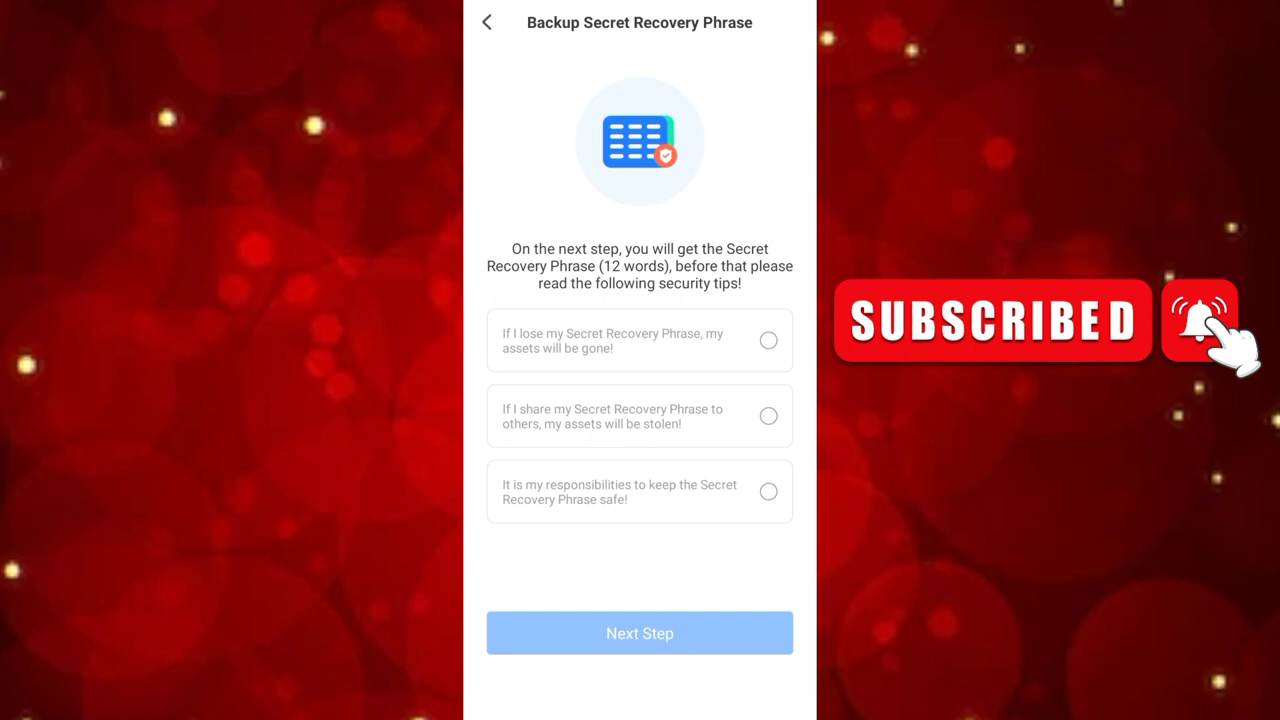 Backup Secret Recovery Phrase
On the next step, you will get the Secret
Recovery Phrase (12 words), before that please
read the following security tips!
If I lose my Secret Recovery Phrase, my
assets will be gone!
If I share my Secret Recovery Phrase to
others, my assets will be stolen!
It is my responsibilities to keep the Secret
Recovery Phrase safe!
Next Step
SUBSCRIBED